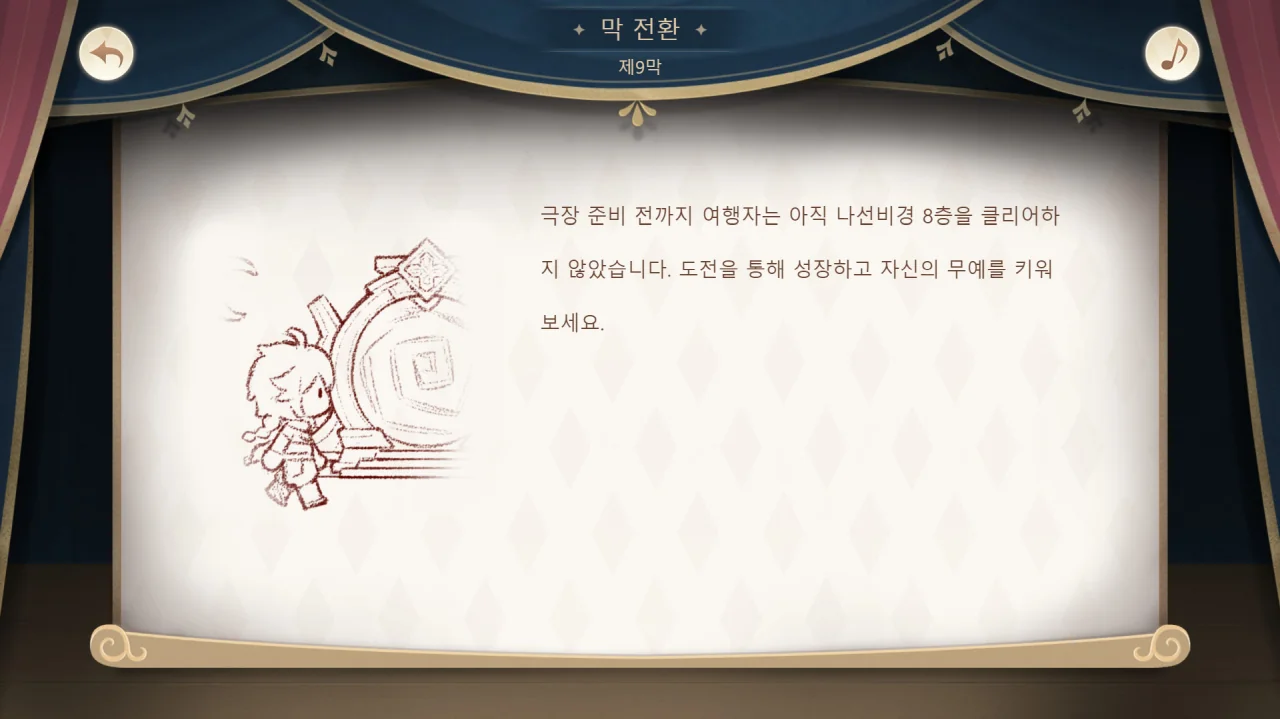 막 전환
제9막
극장 준비 전까지 여행자는 아직 나선비경 8층을 클리어하
지 않았습니다. 도전을 통해 성장하고 자신의 무예를 키워
보세요.